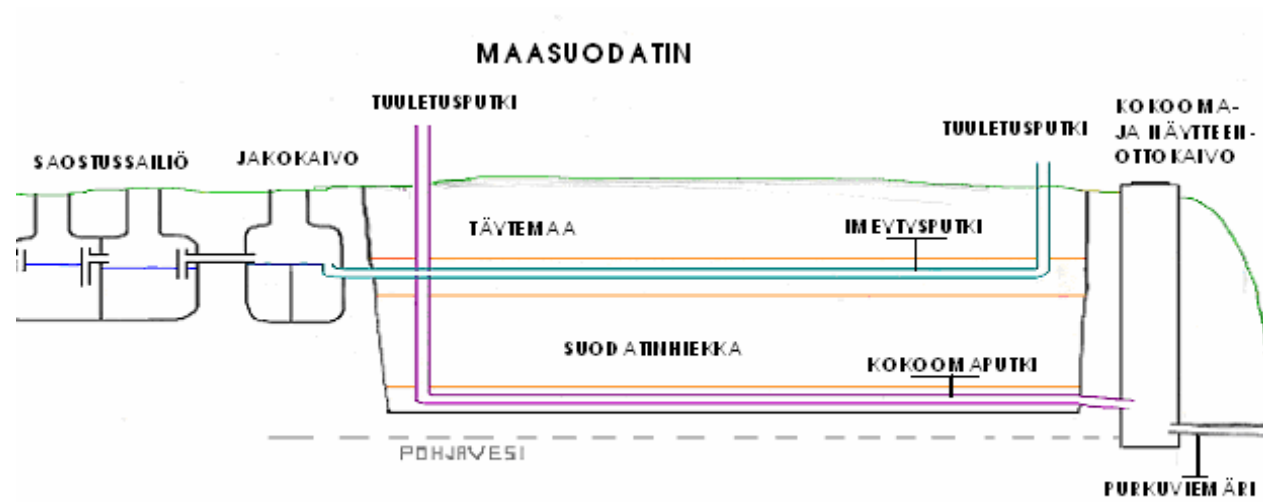 MAASUODATIN
TUULETUSPUTKI
TUULETUSPUTKI
KOKOOMA-
JA NÄYTTEEN-
OTTOKAIVO
SAOSTUSSAILIÖ
JAKOKAIVO
TÄYTEMAA
IMEYTYSPUTKI
SUODATINHIEKKA
KOKOOMAPUTKI
POHJAVESI
PURKUVIEMÄRI